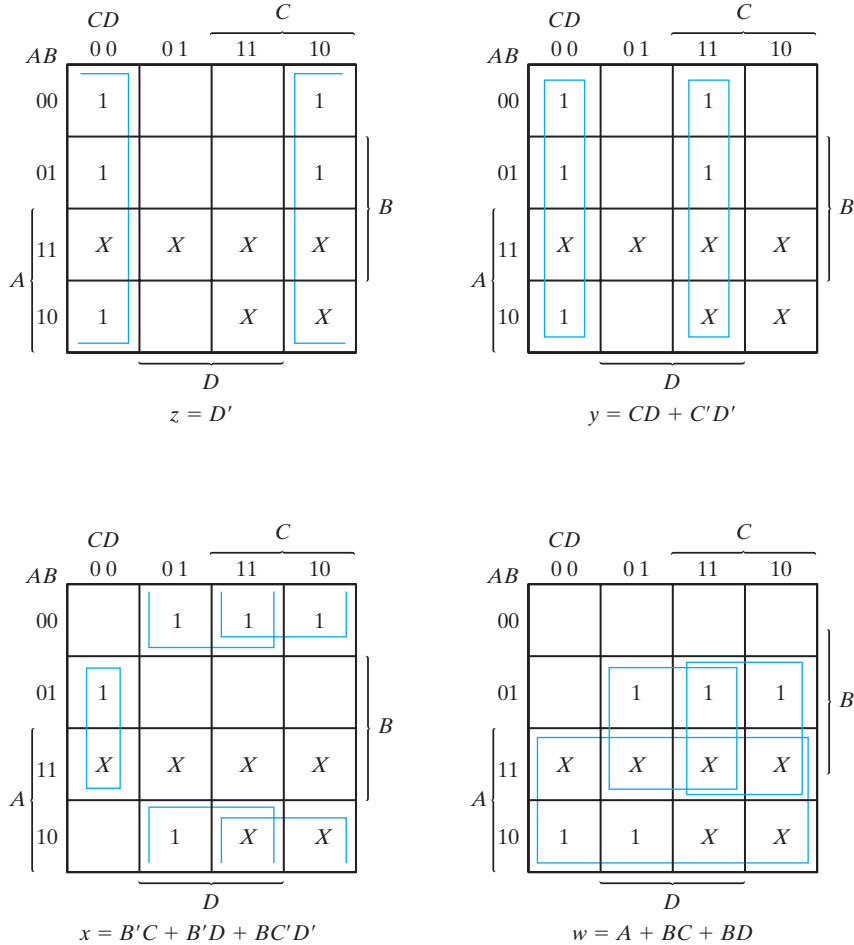 CD C
AB 00 01 11 10
00 1 1
01 1 1
B
11 X X X X
A
10 1 X X
D
z = D′
CD C
AB 00 01 11 10
00 1 1
01 1 1
B
11 X X X X
A
10 1 X X
D
y = CD + C′D′
CD C
AB 00 01 11 10
00 1 1 1
01 1
B
11 X X X X
A
10 1 X X
D
x = B′C + B′D + BC′D′
CD C
AB 00 01 11 10
00
01 1 1 1
B
11 X X X X
A
10 1 1 X X
D
w = A + BC + BD